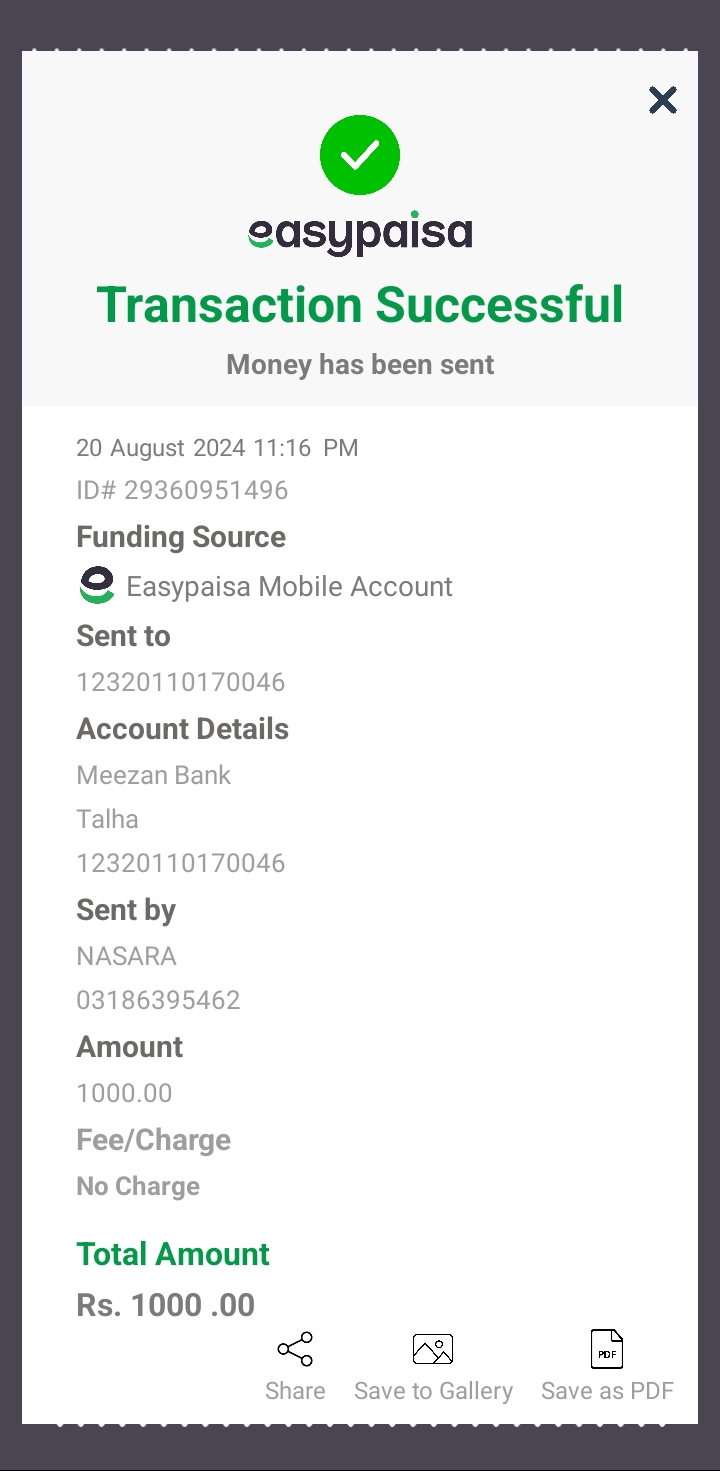 easypaisa
Transaction Successful
Money has been sent
20 August 2024 11:16 PM
ID# 29360951496
Funding Source
Easypaisa Mobile Account
Sent to
12320110170046
Account Details
Meezan Bank
Talha
12320110170046
Sent by
NASARA
03186395462
Amount
1000.00
Fee/Charge
No Charge
Total Amount
Rs. 1000 .00
PDF
Share Save to Gallery Save as PDF